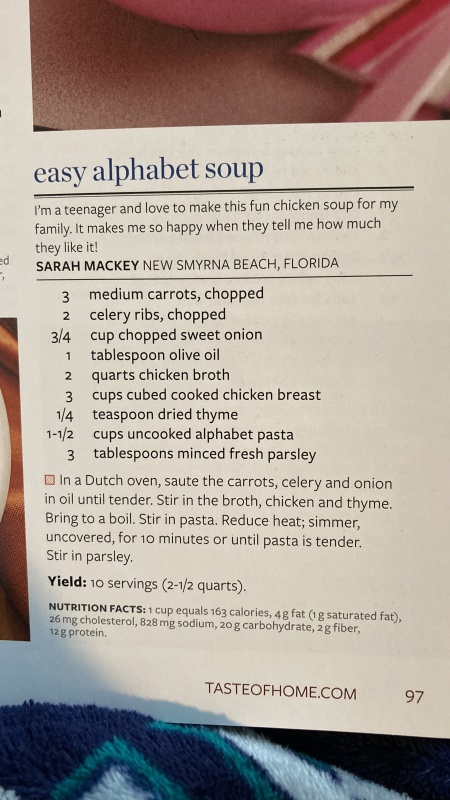 easy alphabet soup
I'm a teenager and love to make this fun chicken soup for my
family. It makes me so happy when they tell me how much
they like it!
SARAH MACKEY NEW SMYRNA BEACH, FLORIDA
3 medium carrots, chopped
2 celery ribs, chopped
3/4 cup chopped sweet onion
1 tablespoon olive oil
2 quarts chicken broth
3 cups cubed cooked chicken breast
1/4 teaspoon dried thyme
1-1/2 cups uncooked alphabet pasta
3 tablespoons minced fresh parsley
In a Dutch oven, saute the carrots, celery and onion
in oil until tender. Stir in the broth, chicken and thyme.
Bring to a boil. Stir in pasta. Reduce heat; simmer,
uncovered, for 10 minutes or until pasta is tender.
Stir in parsley.
Yield: 10 servings (2-1/2 quarts).
NUTRITION FACTS: 1 cup equals 163 calories, 4 g fat (1 g saturated fat),
26 mg cholesterol, 828 mg sodium, 20 g carbohydrate, 2 g fiber,
12 g protein.
TASTEOFHOME.COM 97